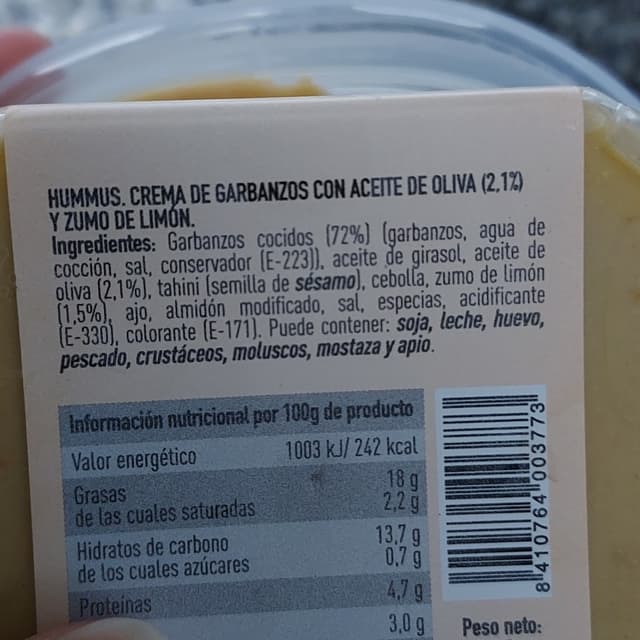 HUMMUS. CREMA DE GARBANZOS CON ACEITE DE OLIVA (2,1%)
Y ZUMO DE LIMÓN.
Ingredientes: Garbanzos cocidos (72%) (garbanzos, agua de
cocción, sal, conservador (E-223)), aceite de girasol, aceite de
oliva (2,1%), tahini (semilla de sésamo), cebolla, zumo de limón
(1,5%), ajo, almidón modificado, sal, especias, acidificante
(E-330), colorante (E-171). Puede contener: soja, leche, huevo,
pescado, crustáceos, moluscos, mostaza y apio.
Información nutricional por 100g de producto
Valor energético 1003 kJ/ 242 kcal
Grasas 18 g
de las cuales saturadas 2,2 g
Hidratos de carbono 13,7 g
de los cuales azúcares 0,7 g
Proteínas 4,7 g
3,0 g
8 410764 003773
Peso neto: